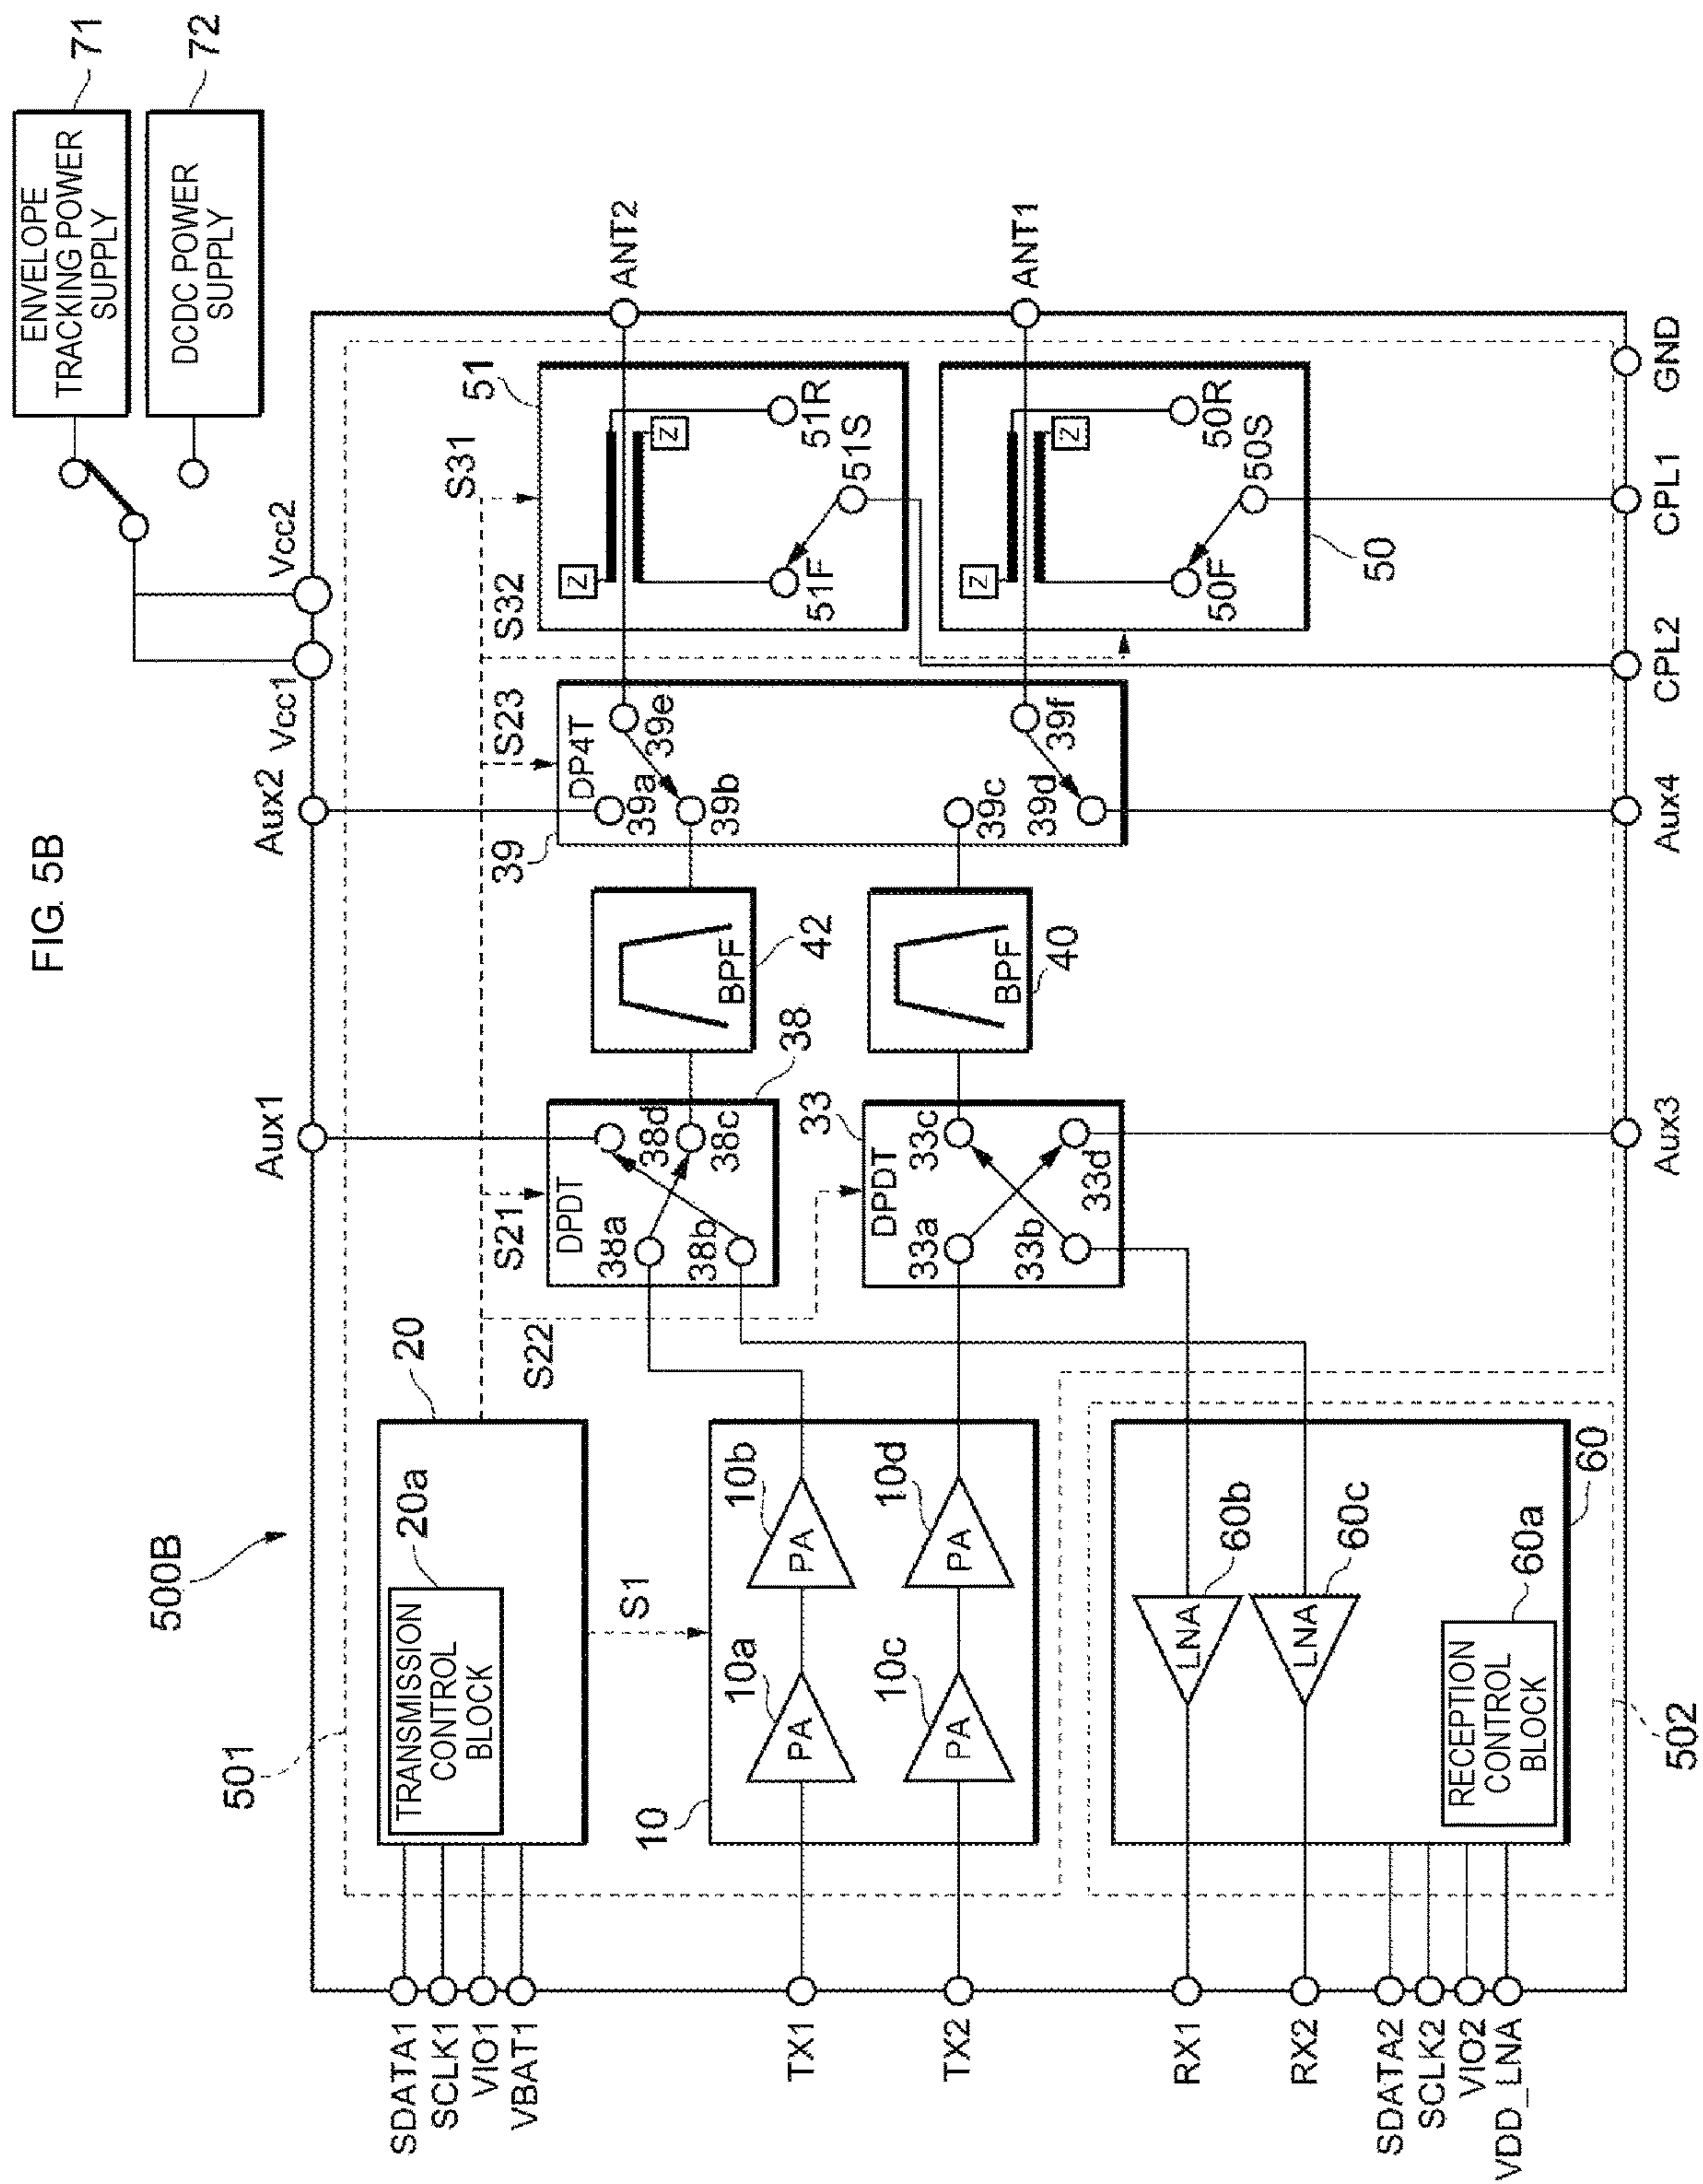 FIG. 5B
500B
ENVELOPE
TRACKING POWER
SUPPLY
71
DCDC POWER
SUPPLY
72
Aux1
Aux2
Vcc1
Vcc2
501
SDATA1
SCLK1
VIO1
VBAT1
TRANSMISSION
CONTROL
BLOCK
20a
20
S1
S21
S22
S23
S32
S31
TX1
TX2
10
10a
PA
10b
PA
10c
PA
10d
PA
DPDT
38
38a
38b
38d
38c
BPF
42
DPDT
33
33a
33b
33c
33d
BPF
40
DP4T
39
39a
39b
39c
39d
39e
39f
51
Z
Z
51F
51R
51S
ANT2
50
Z
Z
50F
50R
50S
ANT1
RX1
RX2
LNA
60b
LNA
60c
SDATA2
SCLK2
VIO2
VDD_LNA
RECEPTION
CONTROL
BLOCK
60a
60
502
Aux3
Aux4
CPL2
CPL1
GND